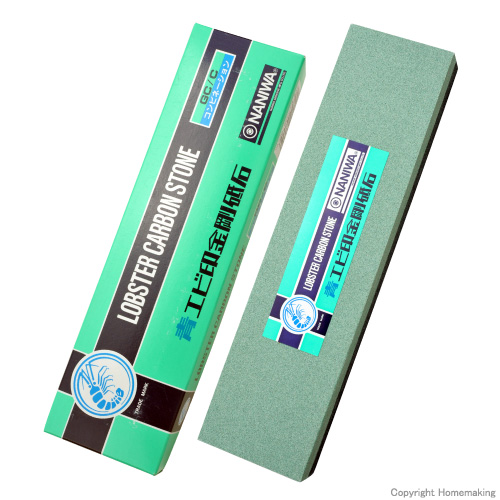 GC/C
コンビネーション
NANIWA®
LOBSTER CARBON STONE
青エビ印金剛砥石
TRADE MARK
NANIWA®
LOBSTER CARBON STONE
青エビ印金剛砥石
Copyright Homemaking